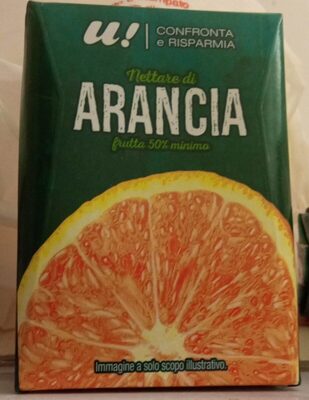 u! CONFRONTA
e RISPARMIA
Nettare di
ARANCIA
frutta 50% minimo
Immagine a solo scopo illustrativo.